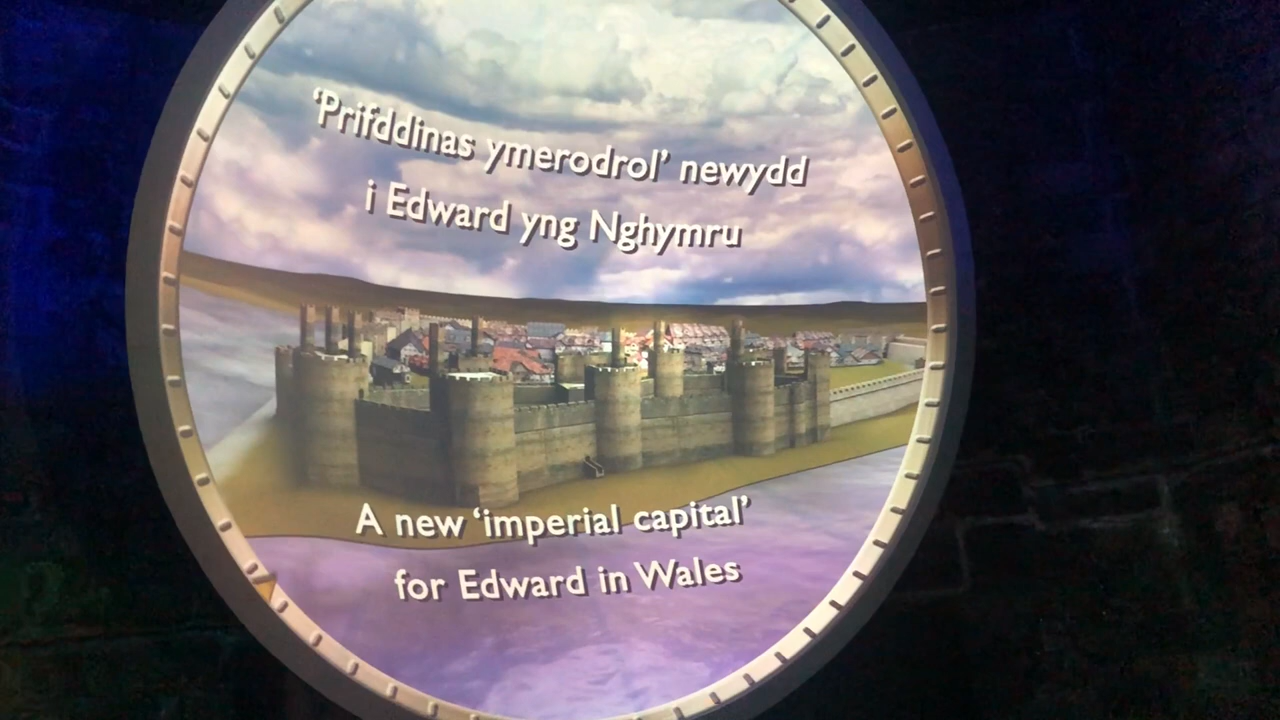 ‘Prifddinas ymerodrol’ newydd
i Edward yng Nghymru
A new ‘imperial capital’
for Edward in Wales